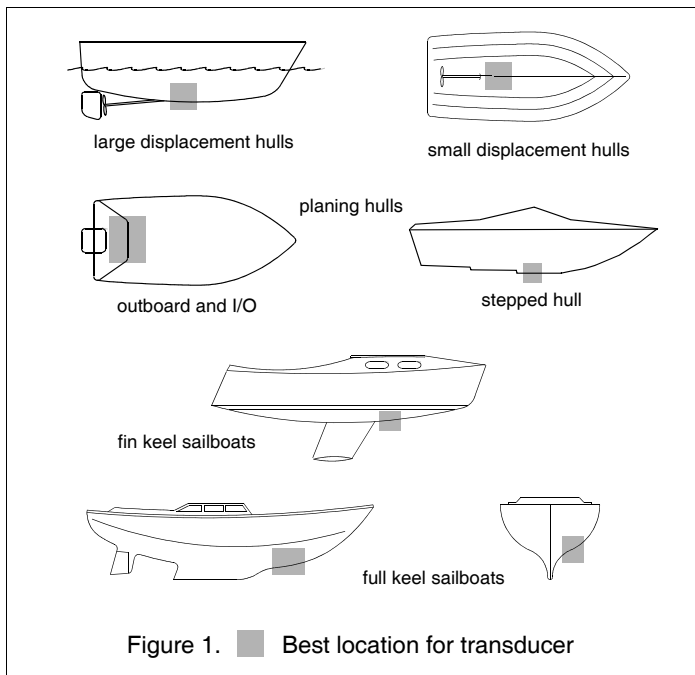 large displacement hulls
small displacement hulls
planing hulls
outboard and I/O
stepped hull
fin keel sailboats
full keel sailboats
Figure 1. Best location for transducer